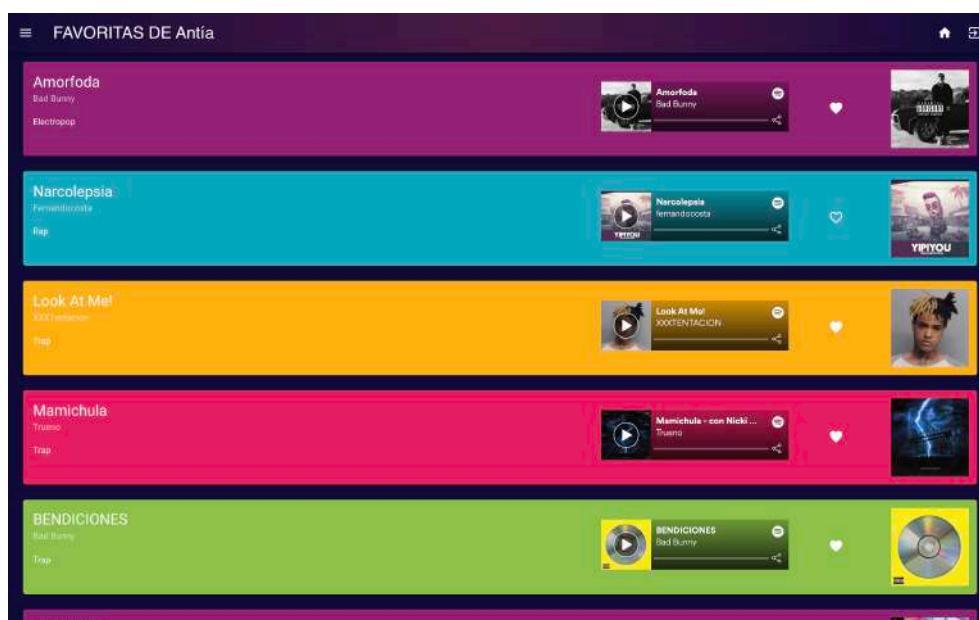 FAVORITAS DE Antía
Amorfoda
Bad Bunny
Electropop
Amorfoda
Bad Bunny
Narcolepsia
Fernandocosta
Rap
YIPIYOU
Narcolepsia
fernandocosta
YIPIYOU
Look At Me!
XXXTentacion
Trap
Look At Me!
XXXTENTACION
Mamichula
Trueno
Trap
Mamichula - con Nicki ...
Trueno
BENDICIONES
Bad Bunny
Trap
BENDICIONES
Bad Bunny